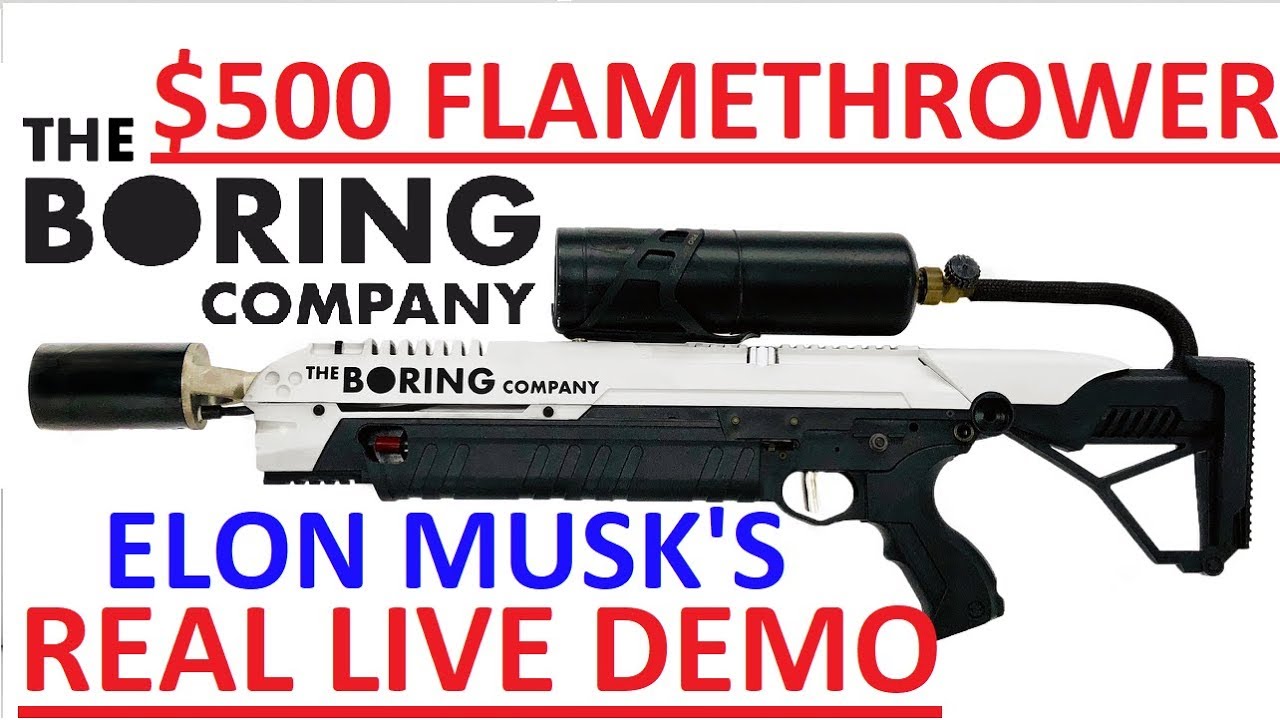 $500 FLAMETHROWER
THE
BORING
COMPANY
THE BORING COMPANY
ELON MUSK'S
REAL LIVE DEMO